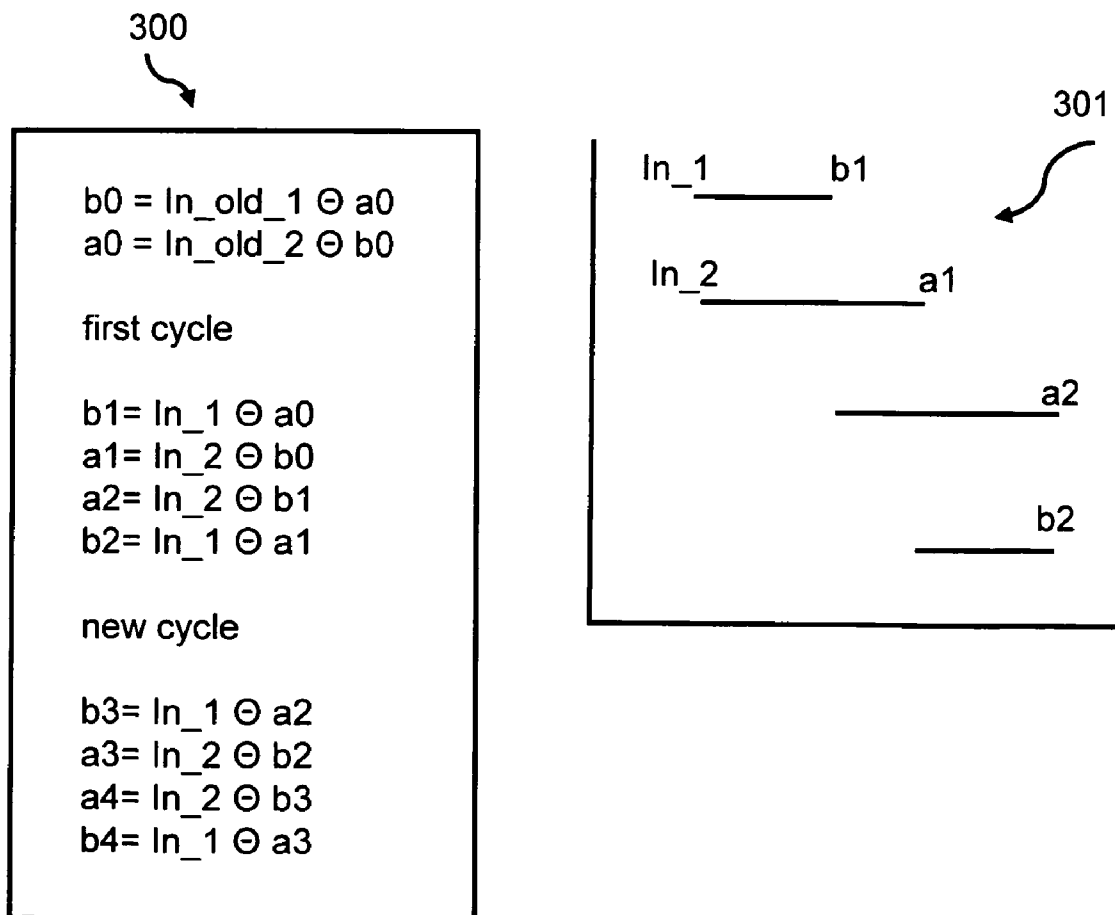 300
b0 = In_old_1 Θ a0
a0 = In_old_2 Θ b0
first cycle
b1= In_1 Θ a0
a1= In_2 Θ b0
a2= In_2 Θ b1
b2= In_1 Θ a1
new cycle
b3= In_1 Θ a2
a3= In_2 Θ b2
a4= In_2 Θ b3
b4= In_1 Θ a3
301
In_1 b1
In_2 a1
a2
b2